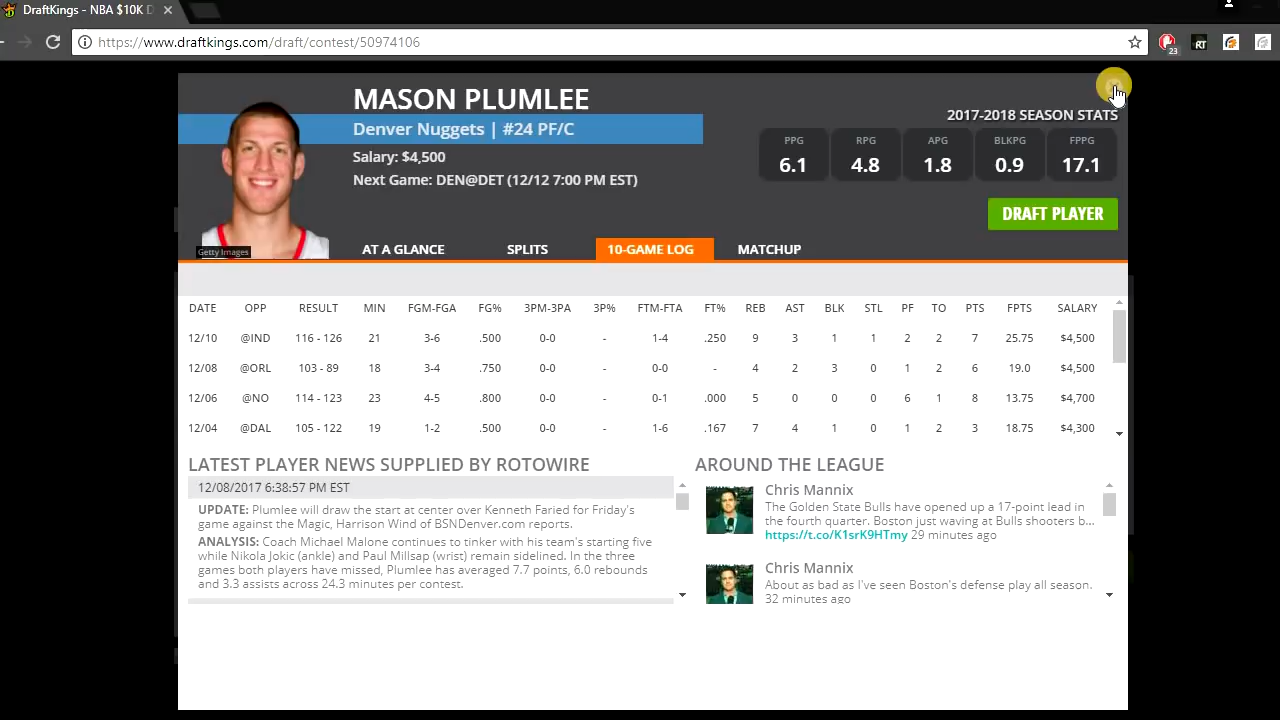 DraftKings - NBA $10K D
https://www.draftkings.com/draft/contest/50974106
23
RT
MASON PLUMLEE
Denver Nuggets | #24 PF/C
Salary: $4,500
Next Game: DEN@DET (12/12 7:00 PM EST)
2017-2018 SEASON STATS
PPG RPG APG BLKPG FPPG
6.1 4.8 1.8 0.9 17.1
DRAFT PLAYER
Getty Images
AT A GLANCE SPLITS 10-GAME LOG MATCHUP
DATE OPP RESULT MIN FGM-FGA FG% 3PM-3PA 3P% FTM-FTA FT% REB AST BLK STL PF TO PTS FPTS SALARY
12/10 @IND 116 - 126 21 3-6 .500 0-0 - 1-4 .250 9 3 1 1 2 2 7 25.75 $4,500
12/08 @ORL 103 - 89 18 3-4 .750 0-0 - 0-0 - 4 2 3 0 1 2 6 19.0 $4,500
12/06 @NO 114 - 123 23 4-5 .800 0-0 - 0-1 .000 5 0 0 0 6 1 8 13.75 $4,700
12/04 @DAL 105 - 122 19 1-2 .500 0-0 - 1-6 .167 7 4 1 0 1 2 3 18.75 $4,300
LATEST PLAYER NEWS SUPPLIED BY ROTOWIRE
12/08/2017 6:38:57 PM EST
UPDATE: Plumlee will draw the start at center over Kenneth Faried for Friday's
game against the Magic, Harrison Wind of BSNDenver.com reports.
ANALYSIS: Coach Michael Malone continues to tinker with his team's starting five
while Nikola Jokic (ankle) and Paul Millsap (wrist) remain sidelined. In the three
games both players have missed, Plumlee has averaged 7.7 points, 6.0 rebounds
and 3.3 assists across 24.3 minutes per contest.
AROUND THE LEAGUE
Chris Mannix
The Golden State Bulls have opened up a 17-point lead in
the fourth quarter. Boston just waving at Bulls shooters b...
https://t.co/K1srK9HTmy 29 minutes ago
Chris Mannix
About as bad as I've seen Boston's defense play all season.
32 minutes ago